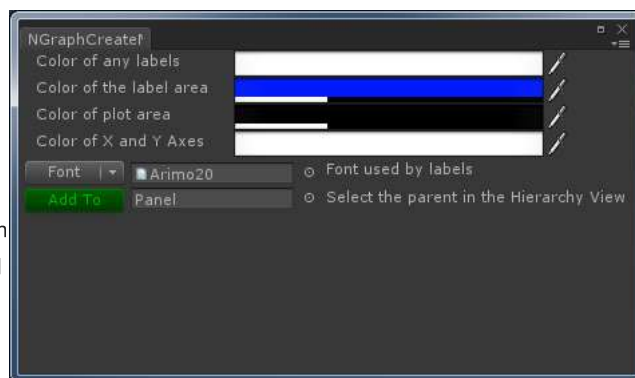 NGraphCreate
Color of any labels
Color of the label area
Color of plot area
Color of X and Y Axes
Font Arimo20 Font used by labels
Add To Panel Select the parent in the Hierarchy View